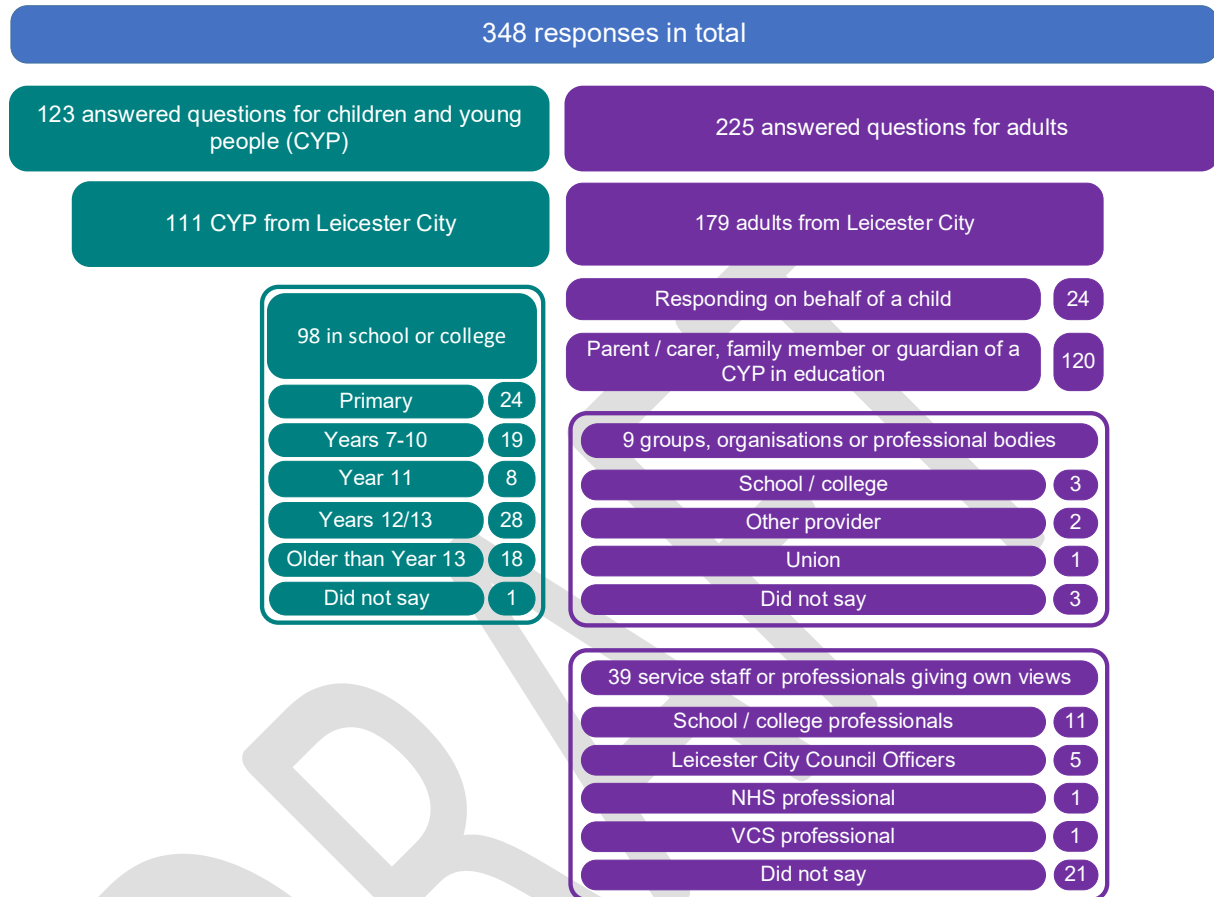 348 responses in total
123 answered questions for children and young
people (CYP)
225 answered questions for adults
111 CYP from Leicester City
179 adults from Leicester City
98 in school or college
Primary 24
Years 7-10 19
Year 11 8
Years 12/13 28
Older than Year 13 18
Did not say 1
Responding on behalf of a child 24
Parent / carer, family member or guardian of a
CYP in education 120
9 groups, organisations or professional bodies
School / college 3
Other provider 2
Union 1
Did not say 3
39 service staff or professionals giving own views
School / college professionals 11
Leicester City Council Officers 5
NHS professional 1
VCS professional 1
Did not say 21